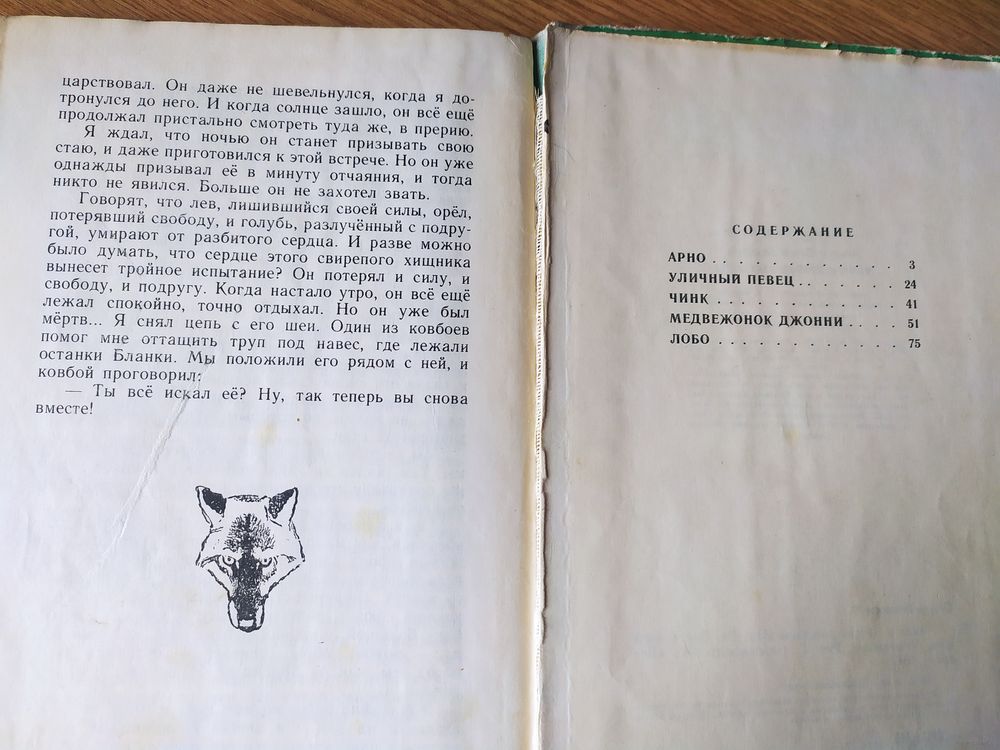 царствовал. Он даже не шевельнулся, когда я до-
тронулся до него. И когда солнце зашло, он всё ещё
продолжал пристально смотреть туда же, в прерию.
Я ждал, что ночью он станет призывать свою
стаю, и даже приготовился к этой встрече. Но он уже
однажды призывал её в минуту отчаяния, и тогда
никто не явился. Больше он не захотел звать.
Говорят, что лев, лишившийся своей силы, орёл,
потерявший свободу, и голубь, разлучённый с подру-
гой, умирают от разбитого сердца. И разве можно
было думать, что сердце этого свирепого хищника
вынесет тройное испытание? Он потерял и силу, и
свободу, и подругу. Когда настало утро, он всё ещё
лежал спокойно, точно отдыхал. Но он уже был
мёртв... Я снял цепь с его шеи. Один из ковбоев
помог мне оттащить труп под навес, где лежали
останки Бланки. Мы положили его рядом с ней, и
ковбой проговорил:
— Ты всё искал её? Ну, так теперь вы снова
вместе!
СОДЕРЖАНИЕ
АРНО . . . . . . . . . . . . . 3
УЛИЧНЫЙ ПЕВЕЦ . . . . . . . 24
ЧИНК . . . . . . . . . . . . . 41
МЕДВЕЖОНОК ДЖОННИ . . . . 51
ЛОБО . . . . . . . . . . . . . 75